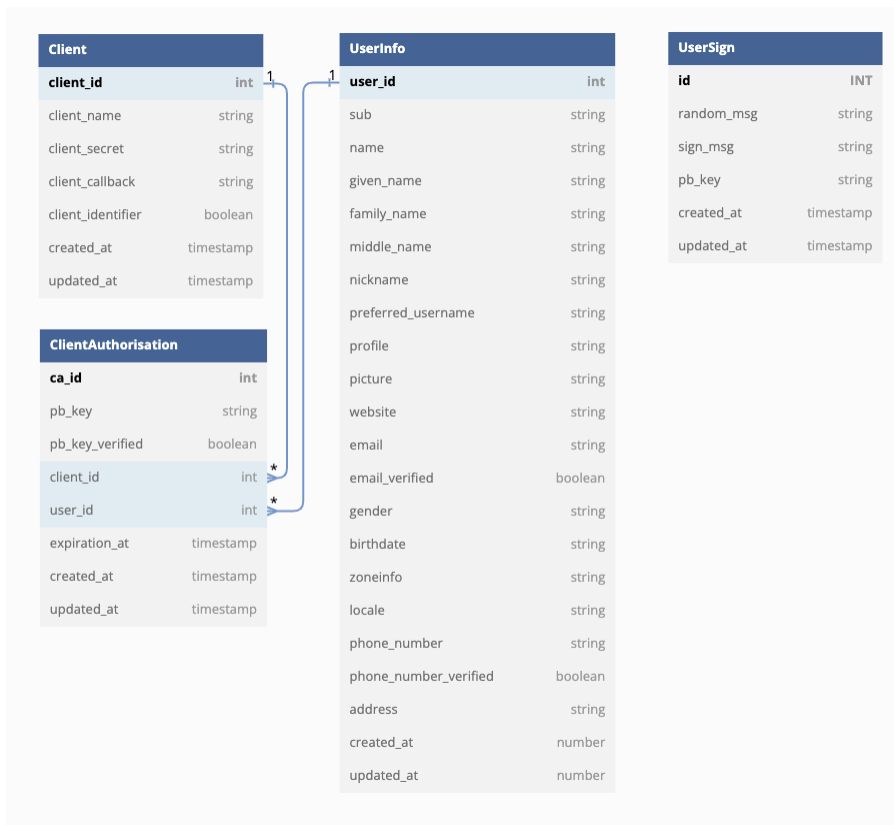 Client
client_id int
client_name string
client_secret string
client_callback string
client_identifier boolean
created_at timestamp
updated_at timestamp
1
ClientAuthorisation
ca_id int
pb_key string
pb_key_verified boolean
client_id int
user_id int
expiration_at timestamp
created_at timestamp
updated_at timestamp
*
*
1
UserInfo
user_id int
sub string
name string
given_name string
family_name string
middle_name string
nickname string
preferred_username string
profile string
picture string
website string
email string
email_verified boolean
gender string
birthdate string
zoneinfo string
locale string
phone_number string
phone_number_verified boolean
address string
created_at number
updated_at number
UserSign
id INT
random_msg string
sign_msg string
pb_key string
created_at timestamp
updated_at timestamp